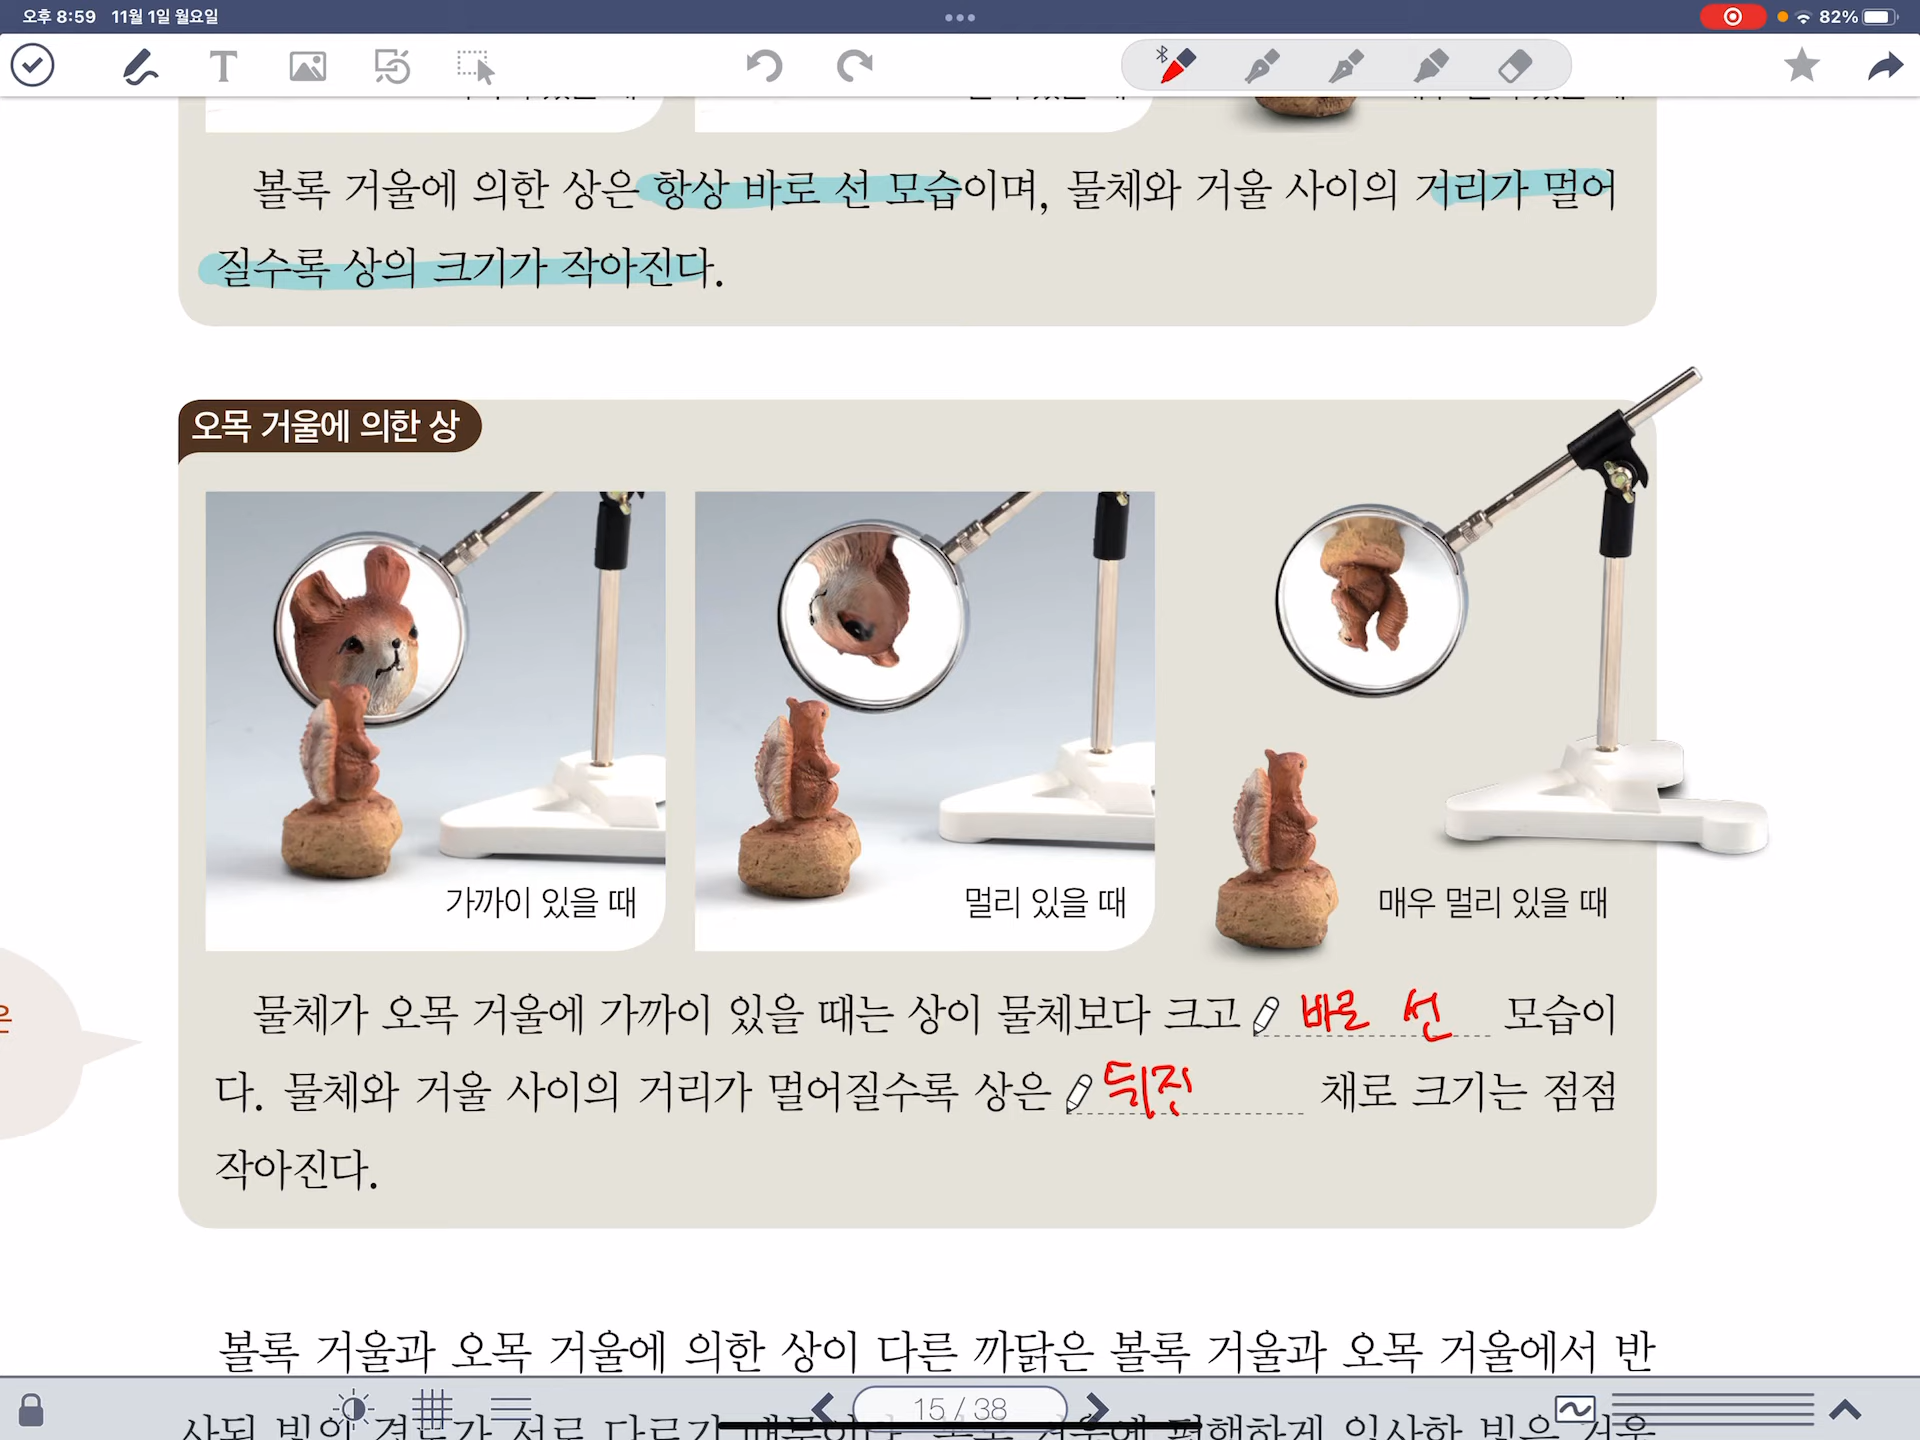 오후 8:59 11월 1일 월요일
82%
볼록 거울에 의한 상은 항상 바로 선 모습이며, 물체와 거울 사이의 거리가 멀어
질수록 상의 크기가 작아진다.
오목 거울에 의한 상
가까이 있을 때
멀리 있을 때
매우 멀리 있을 때
물체가 오목 거울에 가까이 있을 때는 상이 물체보다 크고 바로 선 모습이
다. 물체와 거울 사이의 거리가 멀어질수록 상은 뒤집 채로 크기는 점점
작아진다.
은
볼록 거울과 오목 거울에 의한 상이 다른 까닭은 볼록 거울과 오목 거울에서 반
15 / 38